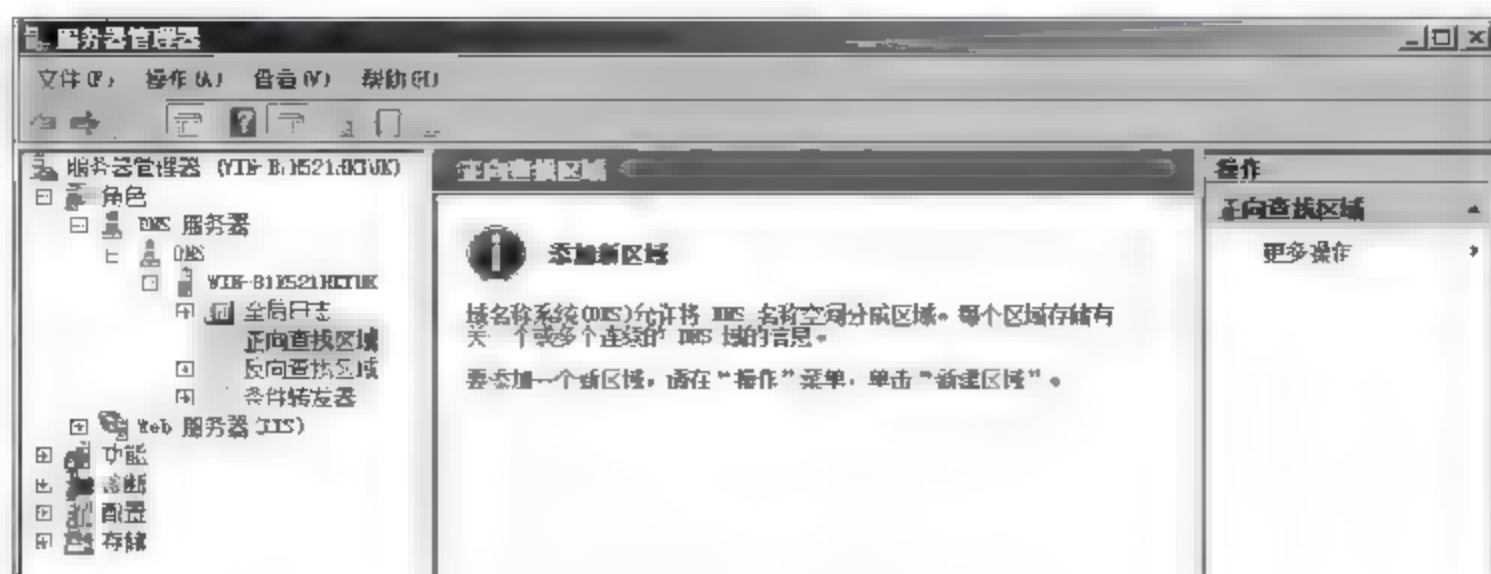 服务器管理器
文件(F) 操作(A) 查看(V) 帮助(H)
服务器管理器
角色
DNS 服务器
DNS
全局日志
正向查找区域
反向查找区域
条件转发器
Web 服务器(IIS)
功能
诊断
配置
存储
正向查找区域
添加新区域
域名称系统(DNS)允许将 DNS 名称空间分成区域。每个区域存储有
关一个或多个连续的 DNS 域的信息。
要添加一个新区域，请在“操作”菜单，单击“新建区域”。
操作
正向查找区域
更多操作